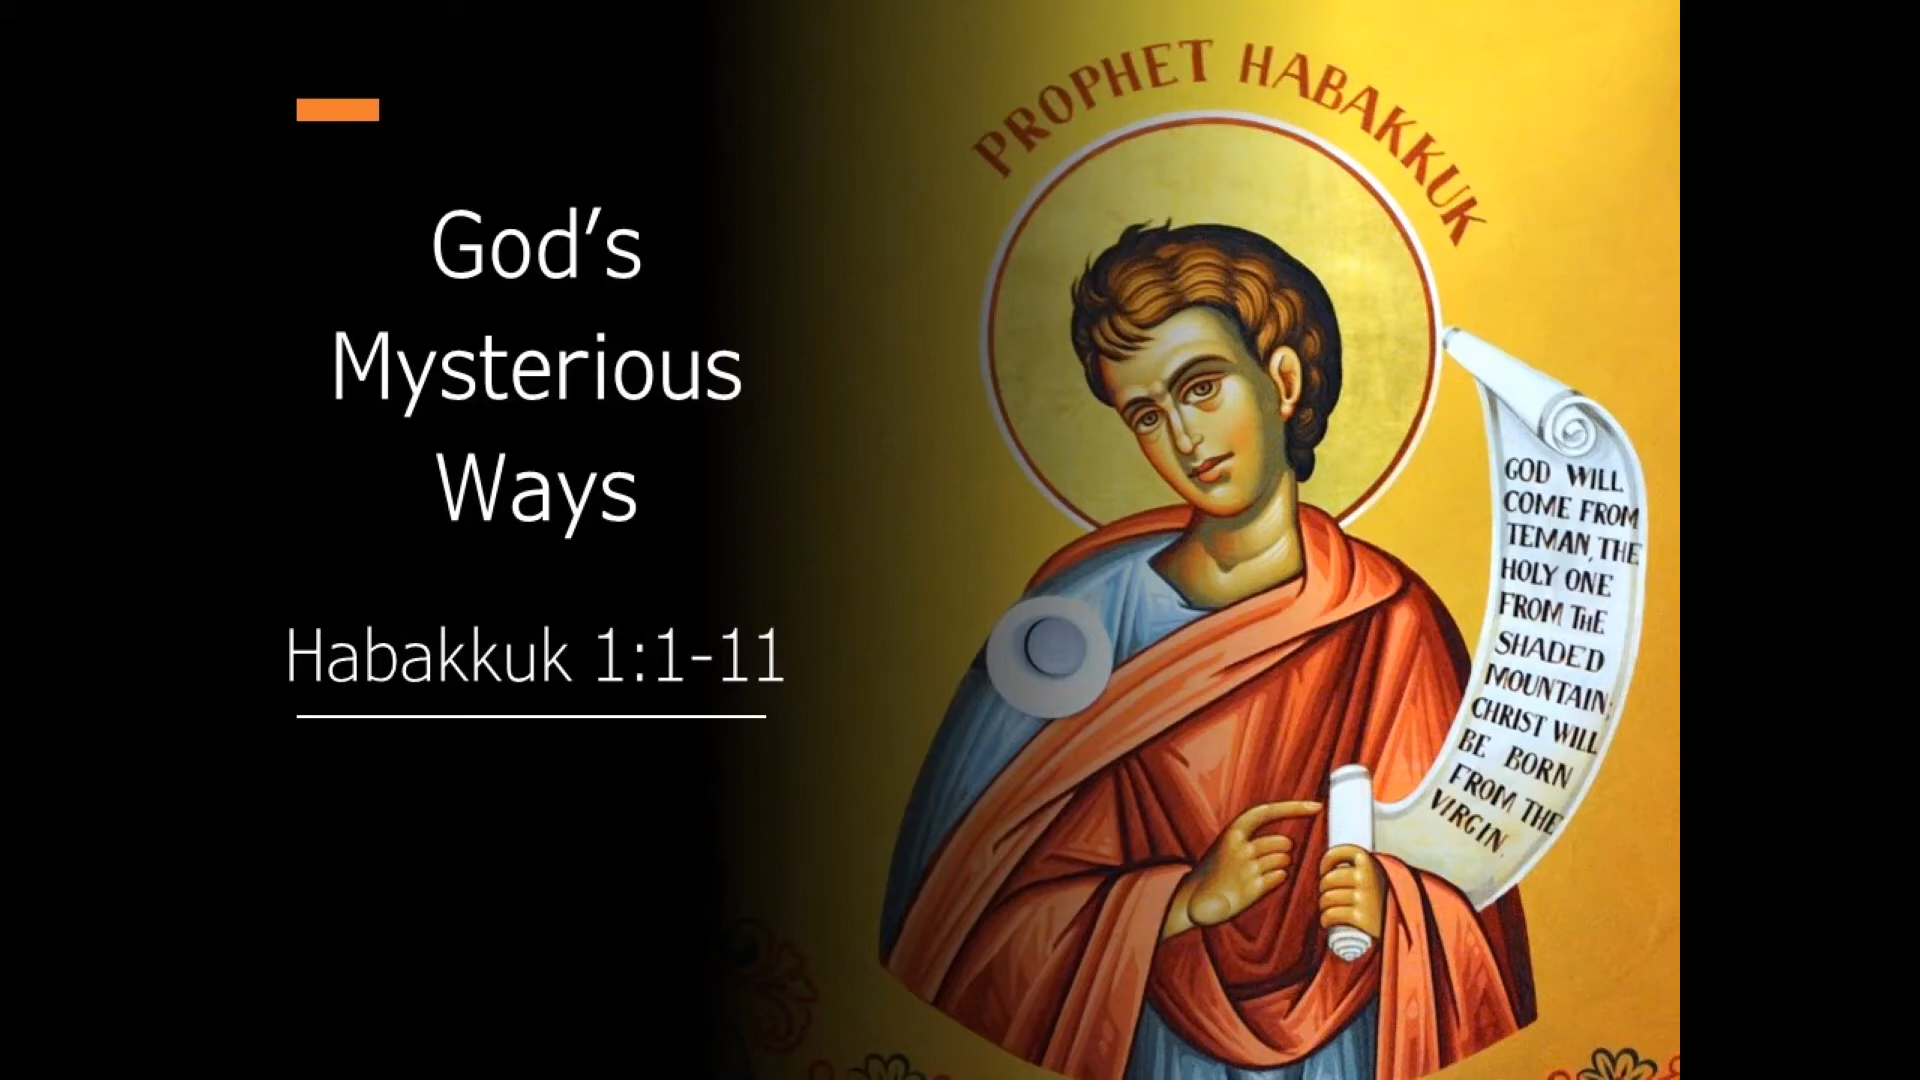 God’s
Mysterious
Ways
Habakkuk 1:1-11
PROPHET HABAKKUK
GOD WILL
COME FROM
TEMAN, THE
HOLY ONE
FROM THE
SHADED
MOUNTAIN;
CHRIST WILL
BE BORN
FROM THE
VIRGIN.